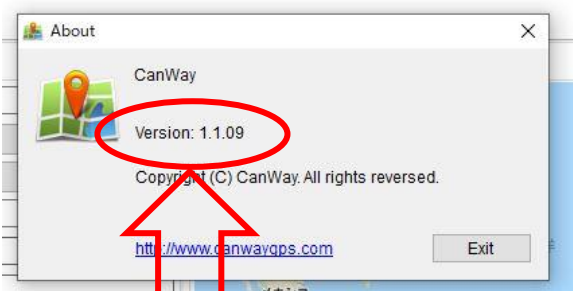 About
CanWay
Version: 1.1.09
Copyright (C) CanWay. All rights reversed.
http://www.canwaygps.com
Exit